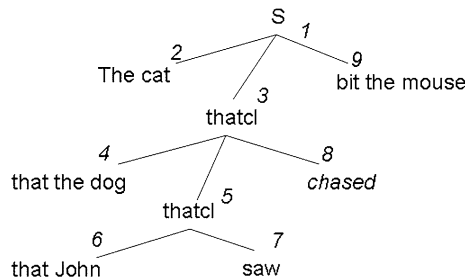 S 1
2 9
The cat bit the mouse
3
thatcl
4 8
that the dog chased
thatcl 5
6 7
that John saw